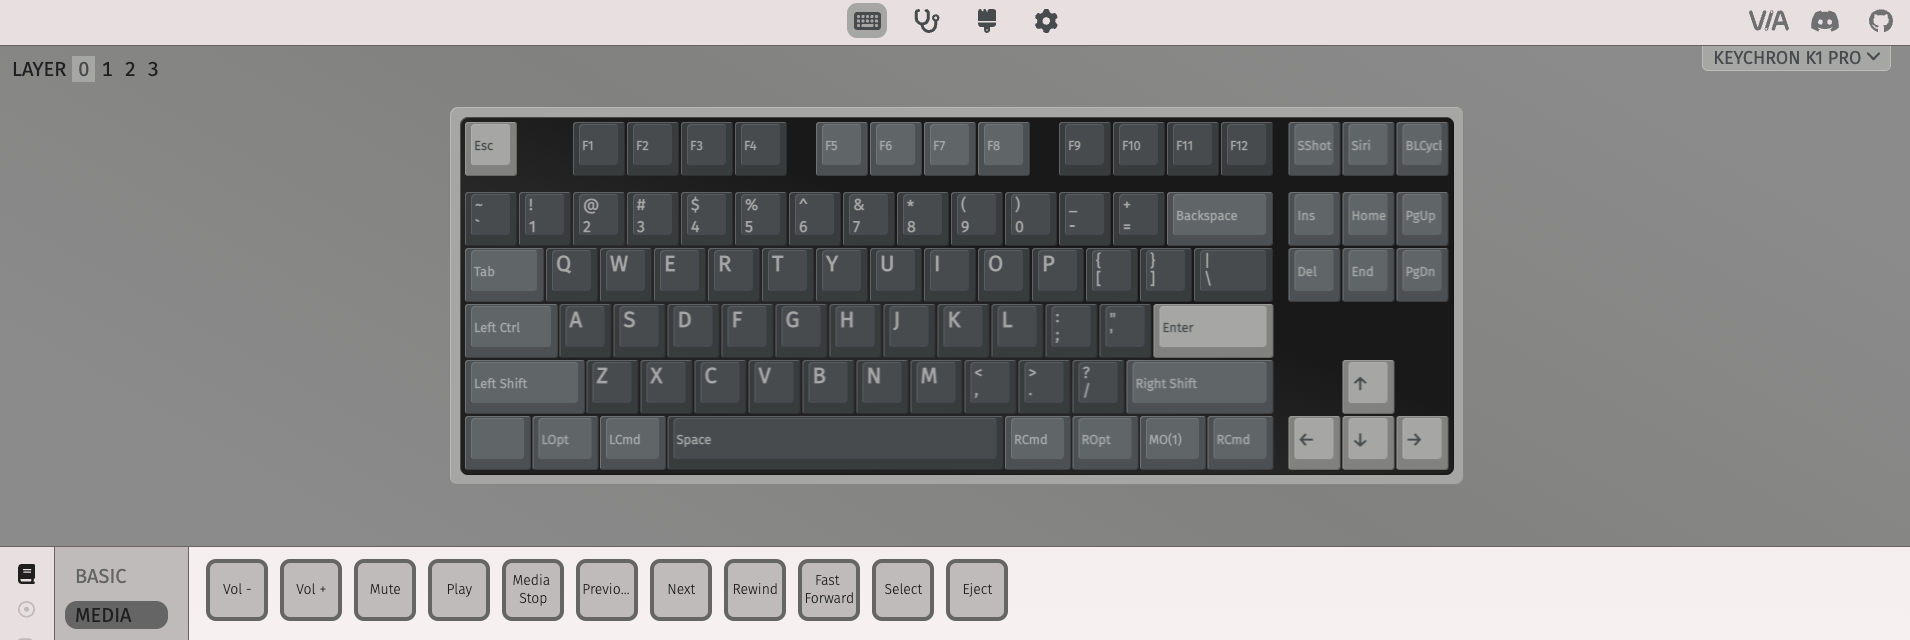 VIA
LAYER 0 1 2 3
KEYCHRON K1 PRO
Esc F1 F2 F3 F4 F5 F6 F7 F8 F9 F10 F11 F12 SShot Siri BLCycl
~ ! @ # $ % ^ & * ( ) _ +
` 1 2 3 4 5 6 7 8 9 0 - = Backspace Ins Home PgUp
Tab Q W E R T Y U I O P { } | Del End PgDn
[ ] \
Left Ctrl A S D F G H J K L : " Enter
; '
Left Shift Z X C V B N M < > ? Right Shift ↑
, . /
LOpt LCmd Space RCmd ROpt MO(1) RCmd ← ↓ →
BASIC
MEDIA
Vol - Vol + Mute Play Media Stop Previo... Next Rewind Fast Forward Select Eject